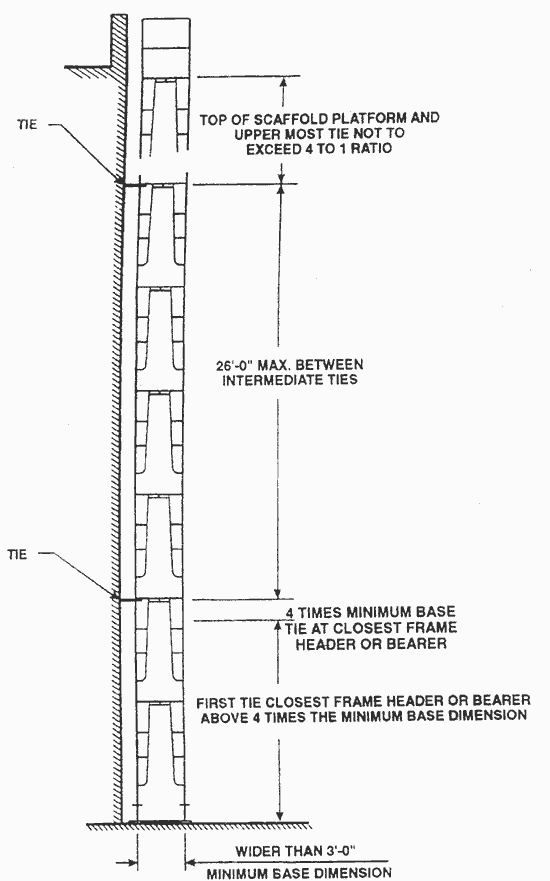 TOP OF SCAFFOLD PLATFORM AND
UPPER MOST TIE NOT TO
EXCEED 4 TO 1 RATIO
TIE
26'-0" MAX. BETWEEN
INTERMEDIATE TIES
TIE
4 TIMES MINIMUM BASE
TIE AT CLOSEST FRAME
HEADER OR BEARER
FIRST TIE CLOSEST FRAME HEADER OR BEARER
ABOVE 4 TIMES THE MINIMUM BASE DIMENSION
WIDER THAN 3'-0"
MINIMUM BASE DIMENSION